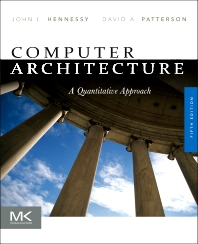 JOHN L. HENNESSY DAVID A. PATTERSON
COMPUTER
ARCHITECTURE
A Quantitative Approach
FIFTH EDITION
MK